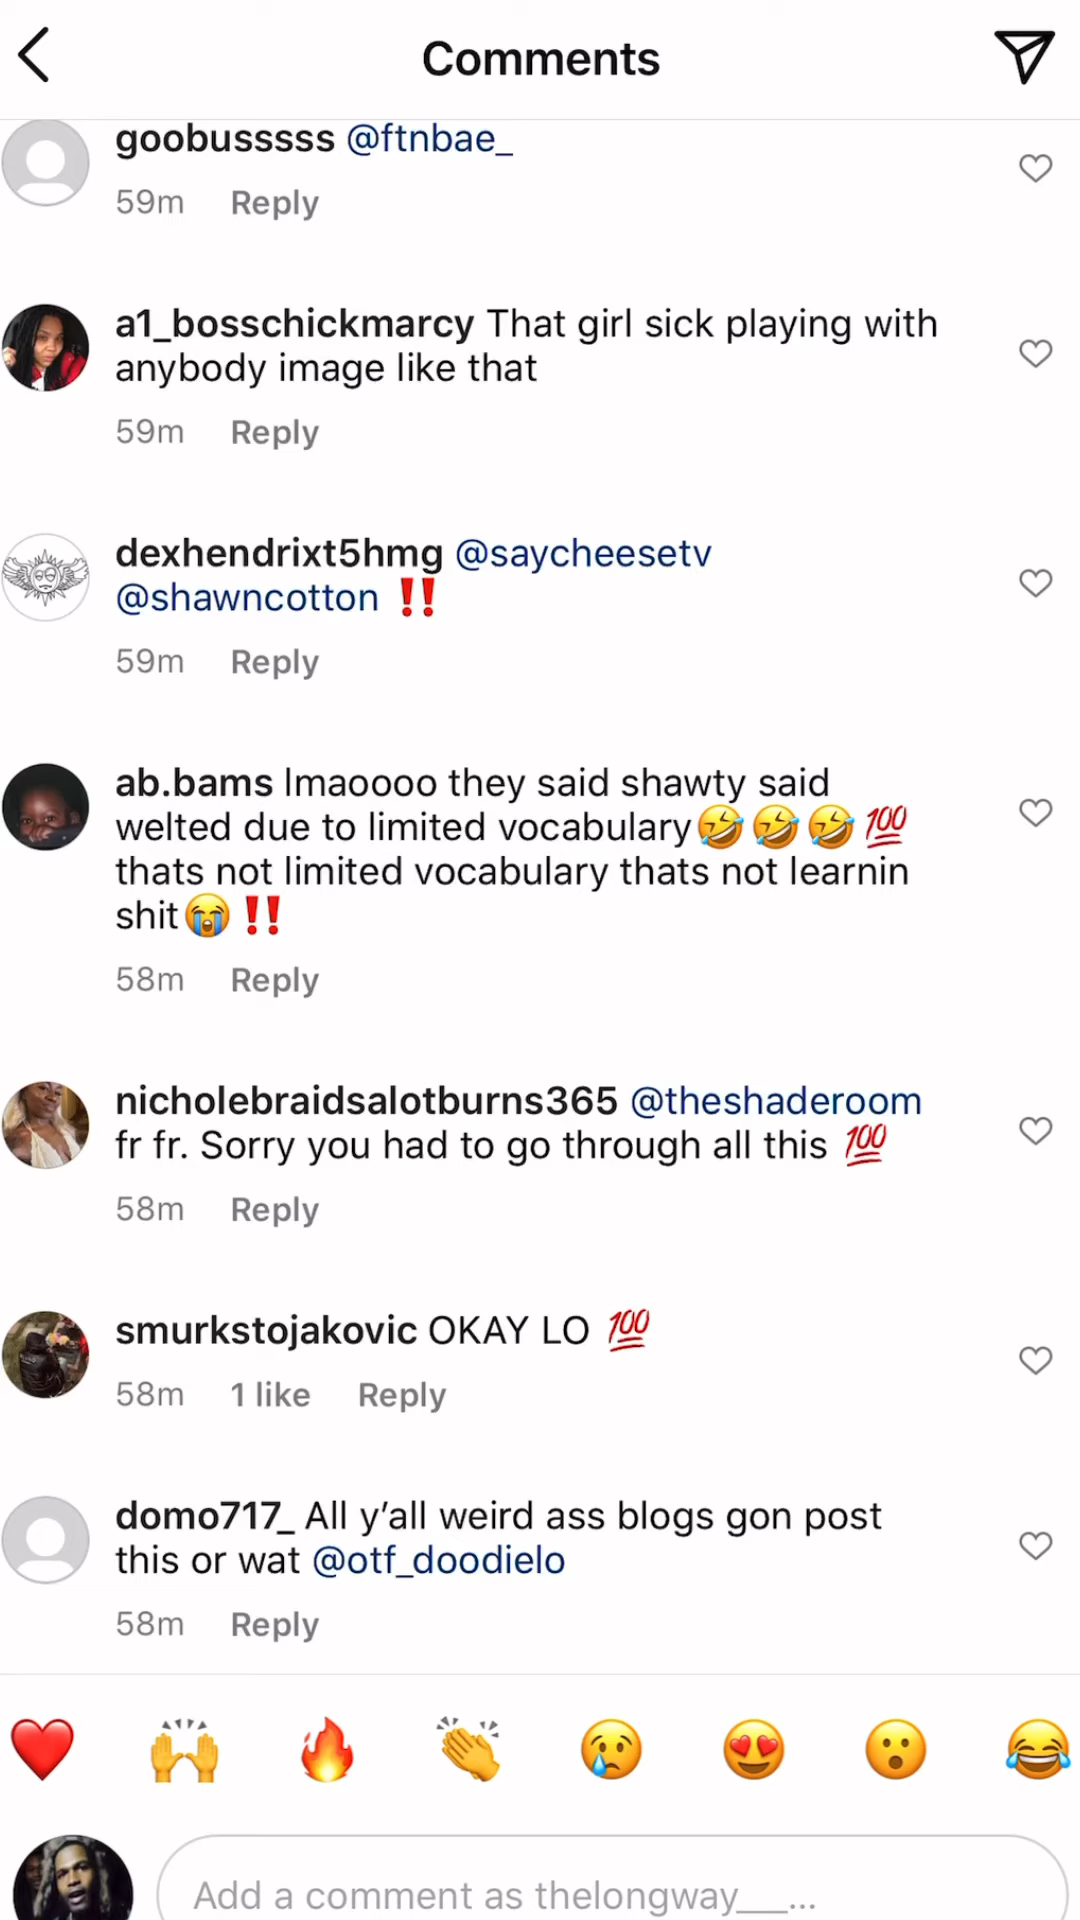 Comments
goobusssss @ftnbae_
59m Reply
a1_bosschickmarcy That girl sick playing with
anybody image like that
59m Reply
dexhendrixt5hmg @saycheesetv
@shawncotton ‼️
59m Reply
ab.bams lmaoooo they said shawty said
welted due to limited vocabulary🤣🤣🤣💯
thats not limited vocabulary thats not learnin
shit😭‼️
58m Reply
nicholebraidsalotburns365 @theshaderoom
fr fr. Sorry you had to go through all this 💯
58m Reply
smurkstojakovic OKAY LO 💯
58m 1 like Reply
domo717_ All y’all weird ass blogs gon post
this or wat @otf_doodielo
58m Reply
❤️ 🙌 🔥 👏 😢 😍 😮 😂
Add a comment as thelongway___...